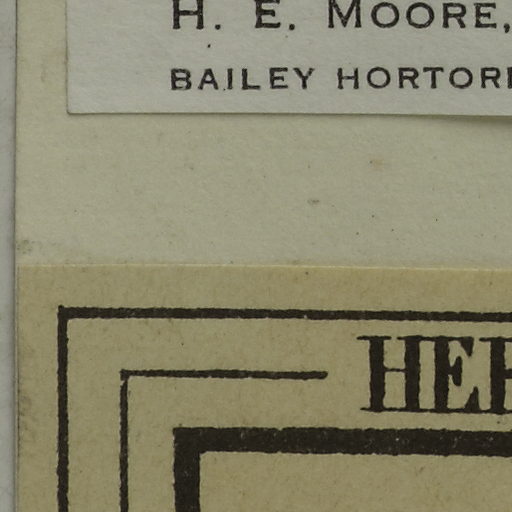 H. E. MOORE,
BAILEY HORTOR
HE